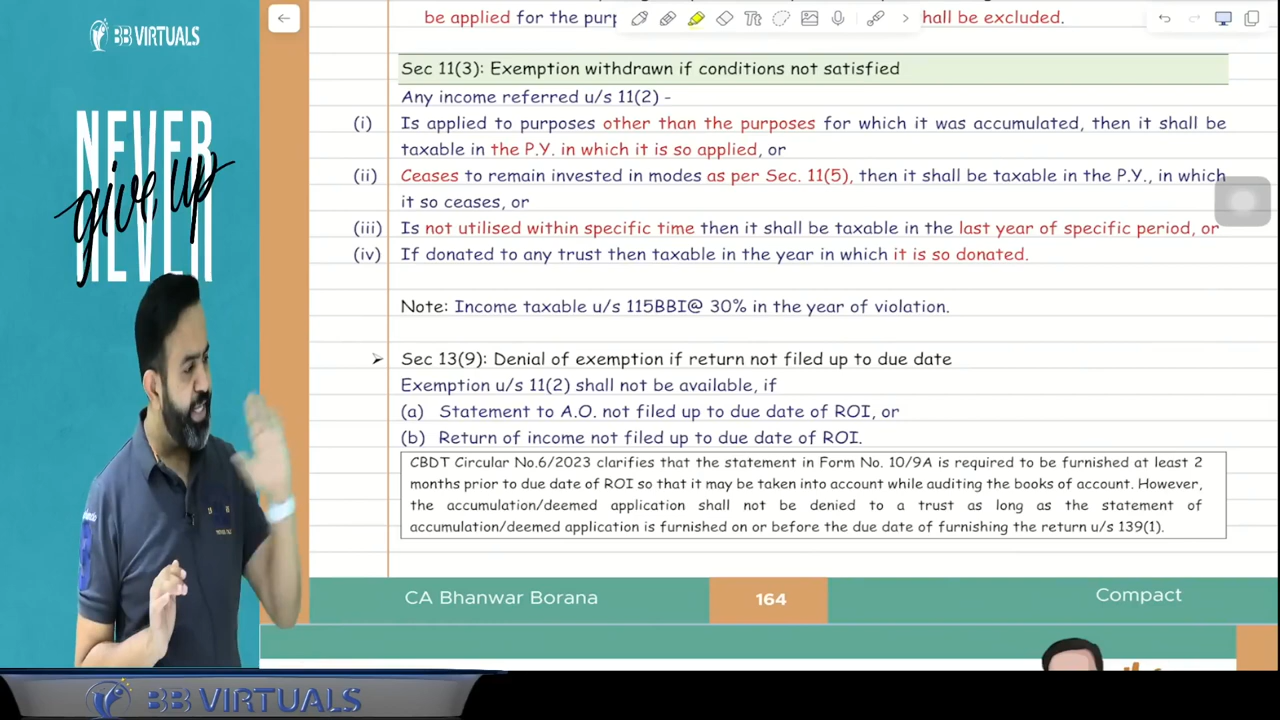 BB VIRTUALS
be applied for the purp
hall be excluded.
NEVER
give up
NEVER
Sec 11(3): Exemption withdrawn if conditions not satisfied
Any income referred u/s 11(2) -
(i) Is applied to purposes other than the purposes for which it was accumulated, then it shall be
taxable in the P.Y. in which it is so applied, or
(ii) Ceases to remain invested in modes as per Sec. 11(5), then it shall be taxable in the P.Y., in which
it so ceases, or
(iii) Is not utilised within specific time then it shall be taxable in the last year of specific period, or
(iv) If donated to any trust then taxable in the year in which it is so donated.
Note: Income taxable u/s 115BBI@ 30% in the year of violation.
➢ Sec 13(9): Denial of exemption if return not filed up to due date
Exemption u/s 11(2) shall not be available, if
(a) Statement to A.O. not filed up to due date of ROI, or
(b) Return of income not filed up to due date of ROI.
CBDT Circular No.6/2023 clarifies that the statement in Form No. 10/9A is required to be furnished at least 2
months prior to due date of ROI so that it may be taken into account while auditing the books of account. However,
the accumulation/deemed application shall not be denied to a trust as long as the statement of
accumulation/deemed application is furnished on or before the due date of furnishing the return u/s 139(1).
CA Bhanwar Borana 164 Compact
BB VIRTUALS